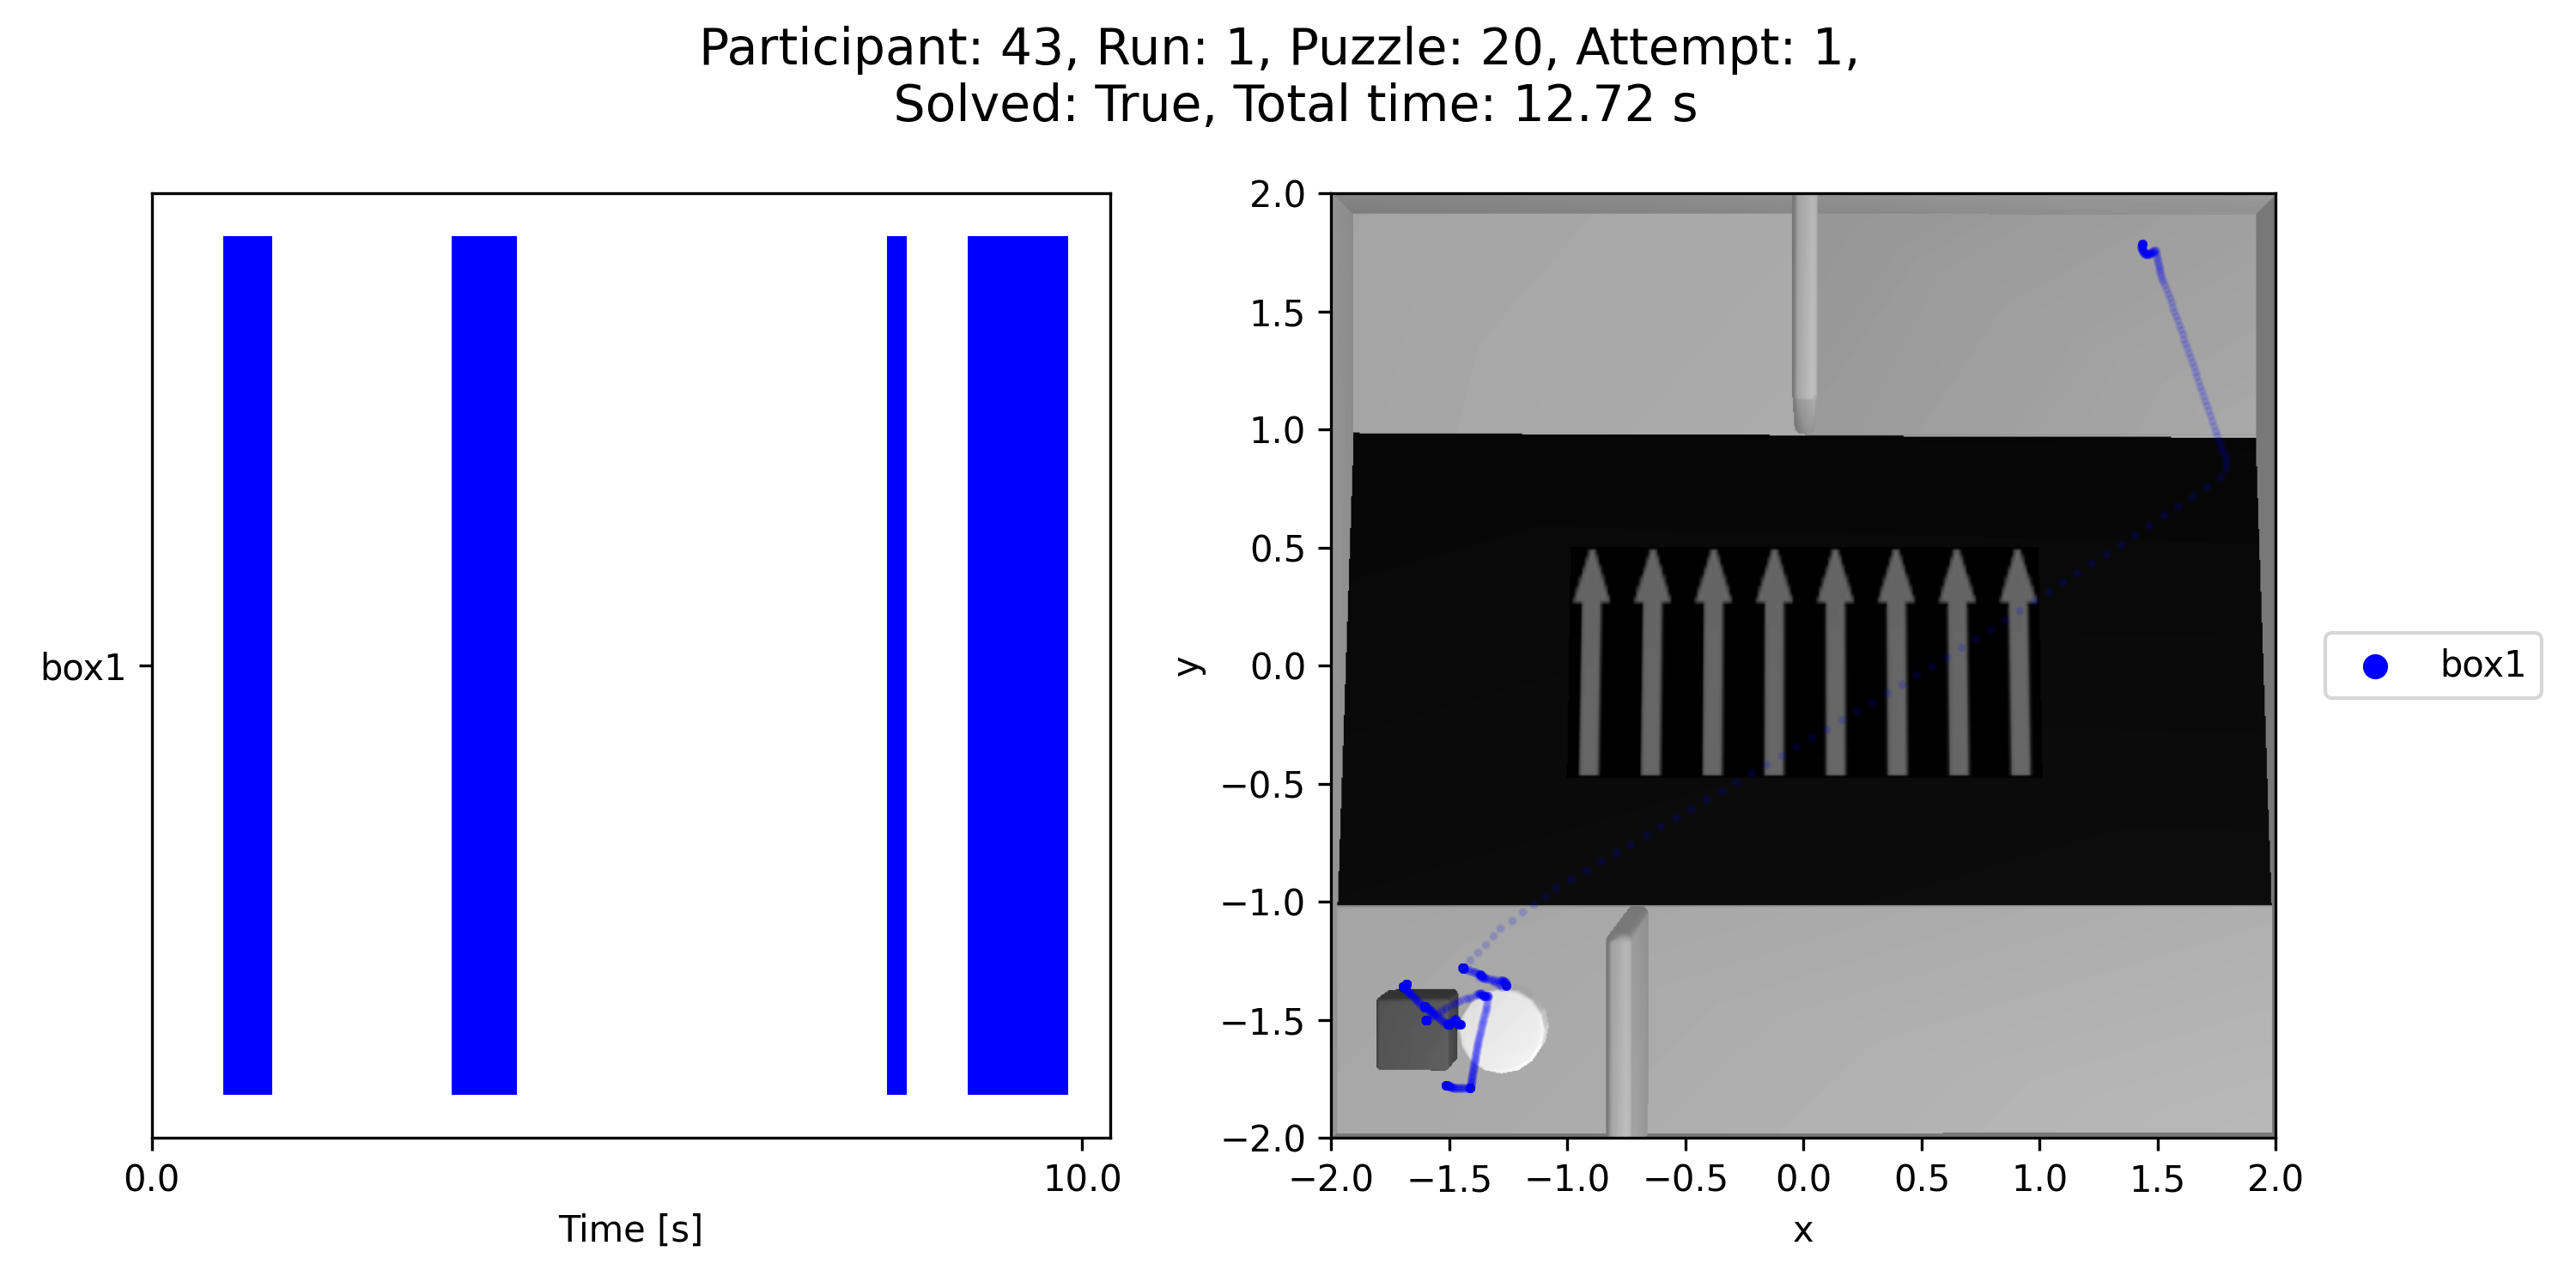 Participant: 43, Run: 1, Puzzle: 20, Attempt: 1,
Solved: True, Total time: 12.72 s
box1
0.0
10.0
Time [s]
2.0
1.5
1.0
0.5
0.0
−0.5
−1.0
−1.5
−2.0
y
−2.0 −1.5 −1.0 −0.5 0.0 0.5 1.0 1.5 2.0
x
box1